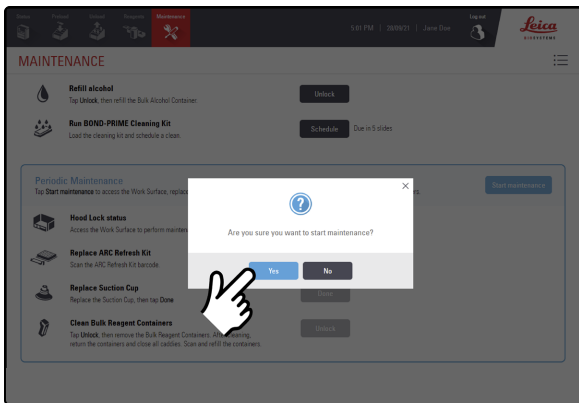 Status Preload Unload Reagents Maintenance
5:01 PM | 28/09/21 | Jane Doe
Log out
Leica
BIOSYSTEMS
MAINTENANCE
Refill alcohol
Tap Unlock, then refill the Bulk Alcohol Container.
Unlock
Run BOND-PRIME Cleaning Kit
Load the cleaning kit and schedule a clean.
Schedule Due in 5 slides
Periodic Maintenance
Tap Start maintenance to access the Work Surface, replace
Start maintenance
Hood Lock status
Access the Work Surface to perform
Are you sure you want to start maintenance?
Replace ARC Refresh Kit
Scan the ARC Refresh Kit barcode.
Yes No
Replace Suction Cup
Replace the Suction Cup, then tap Done
Done
Clean Bulk Reagent Containers
Tap Unlock, then remove the Bulk Reagent Containers. After cleaning,
return the containers and close all caddies. Scan and refill the containers.
Unlock